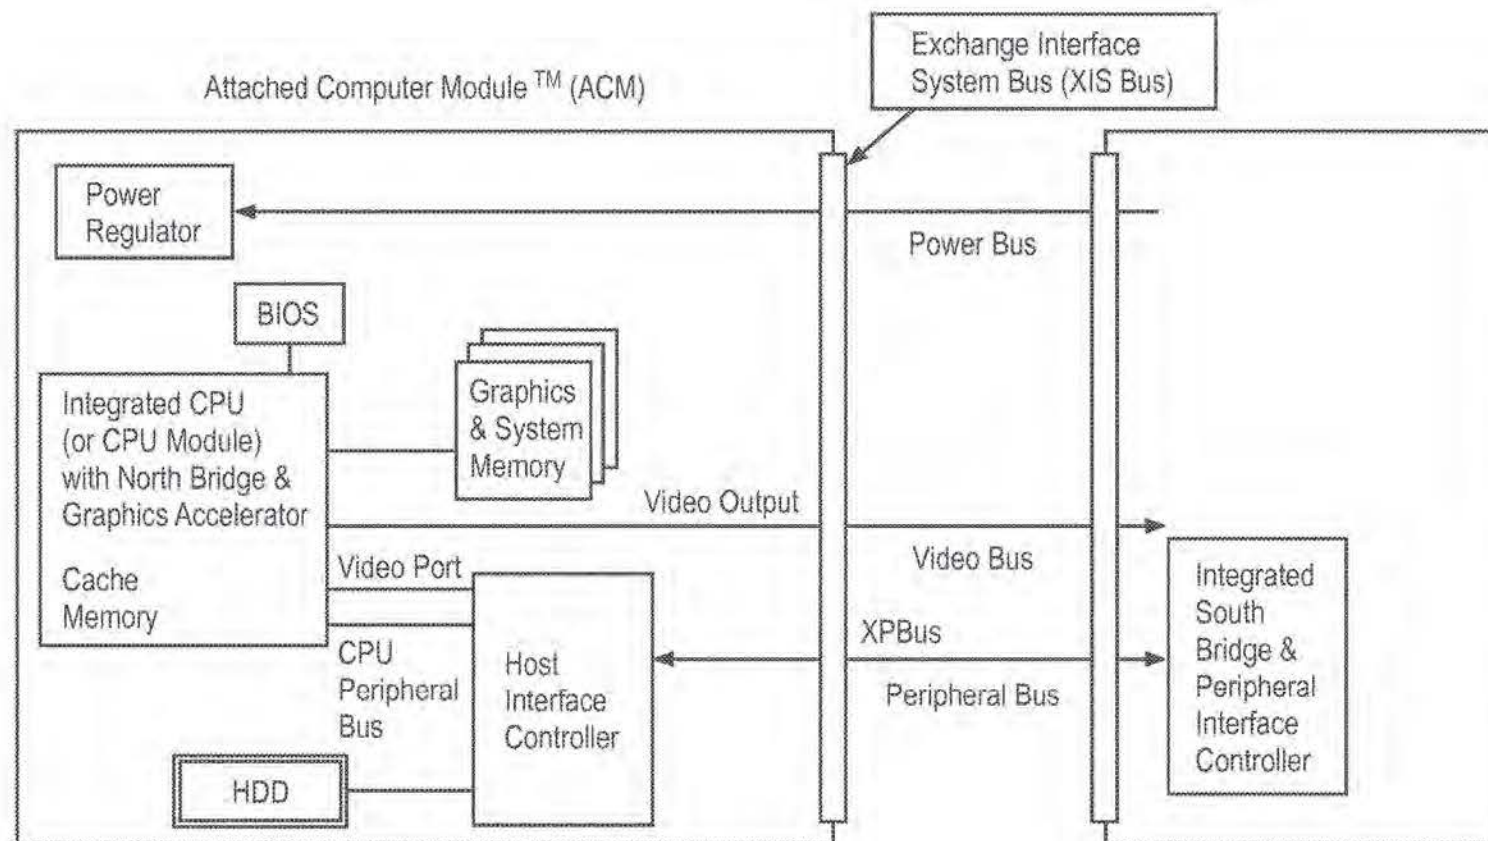 Exchange Interface
System Bus (XIS Bus)
Attached Computer Module™ (ACM)
Power
Regulator
Power Bus
BIOS
Integrated CPU
(or CPU Module)
with North Bridge &
Graphics Accelerator
Cache
Memory
Graphics
& System
Memory
Video Output
Video Bus
Video Port
CPU
Peripheral
Bus
Host
Interface
Controller
XPBus
Peripheral Bus
Integrated
South
Bridge &
Peripheral
Interface
Controller
HDD